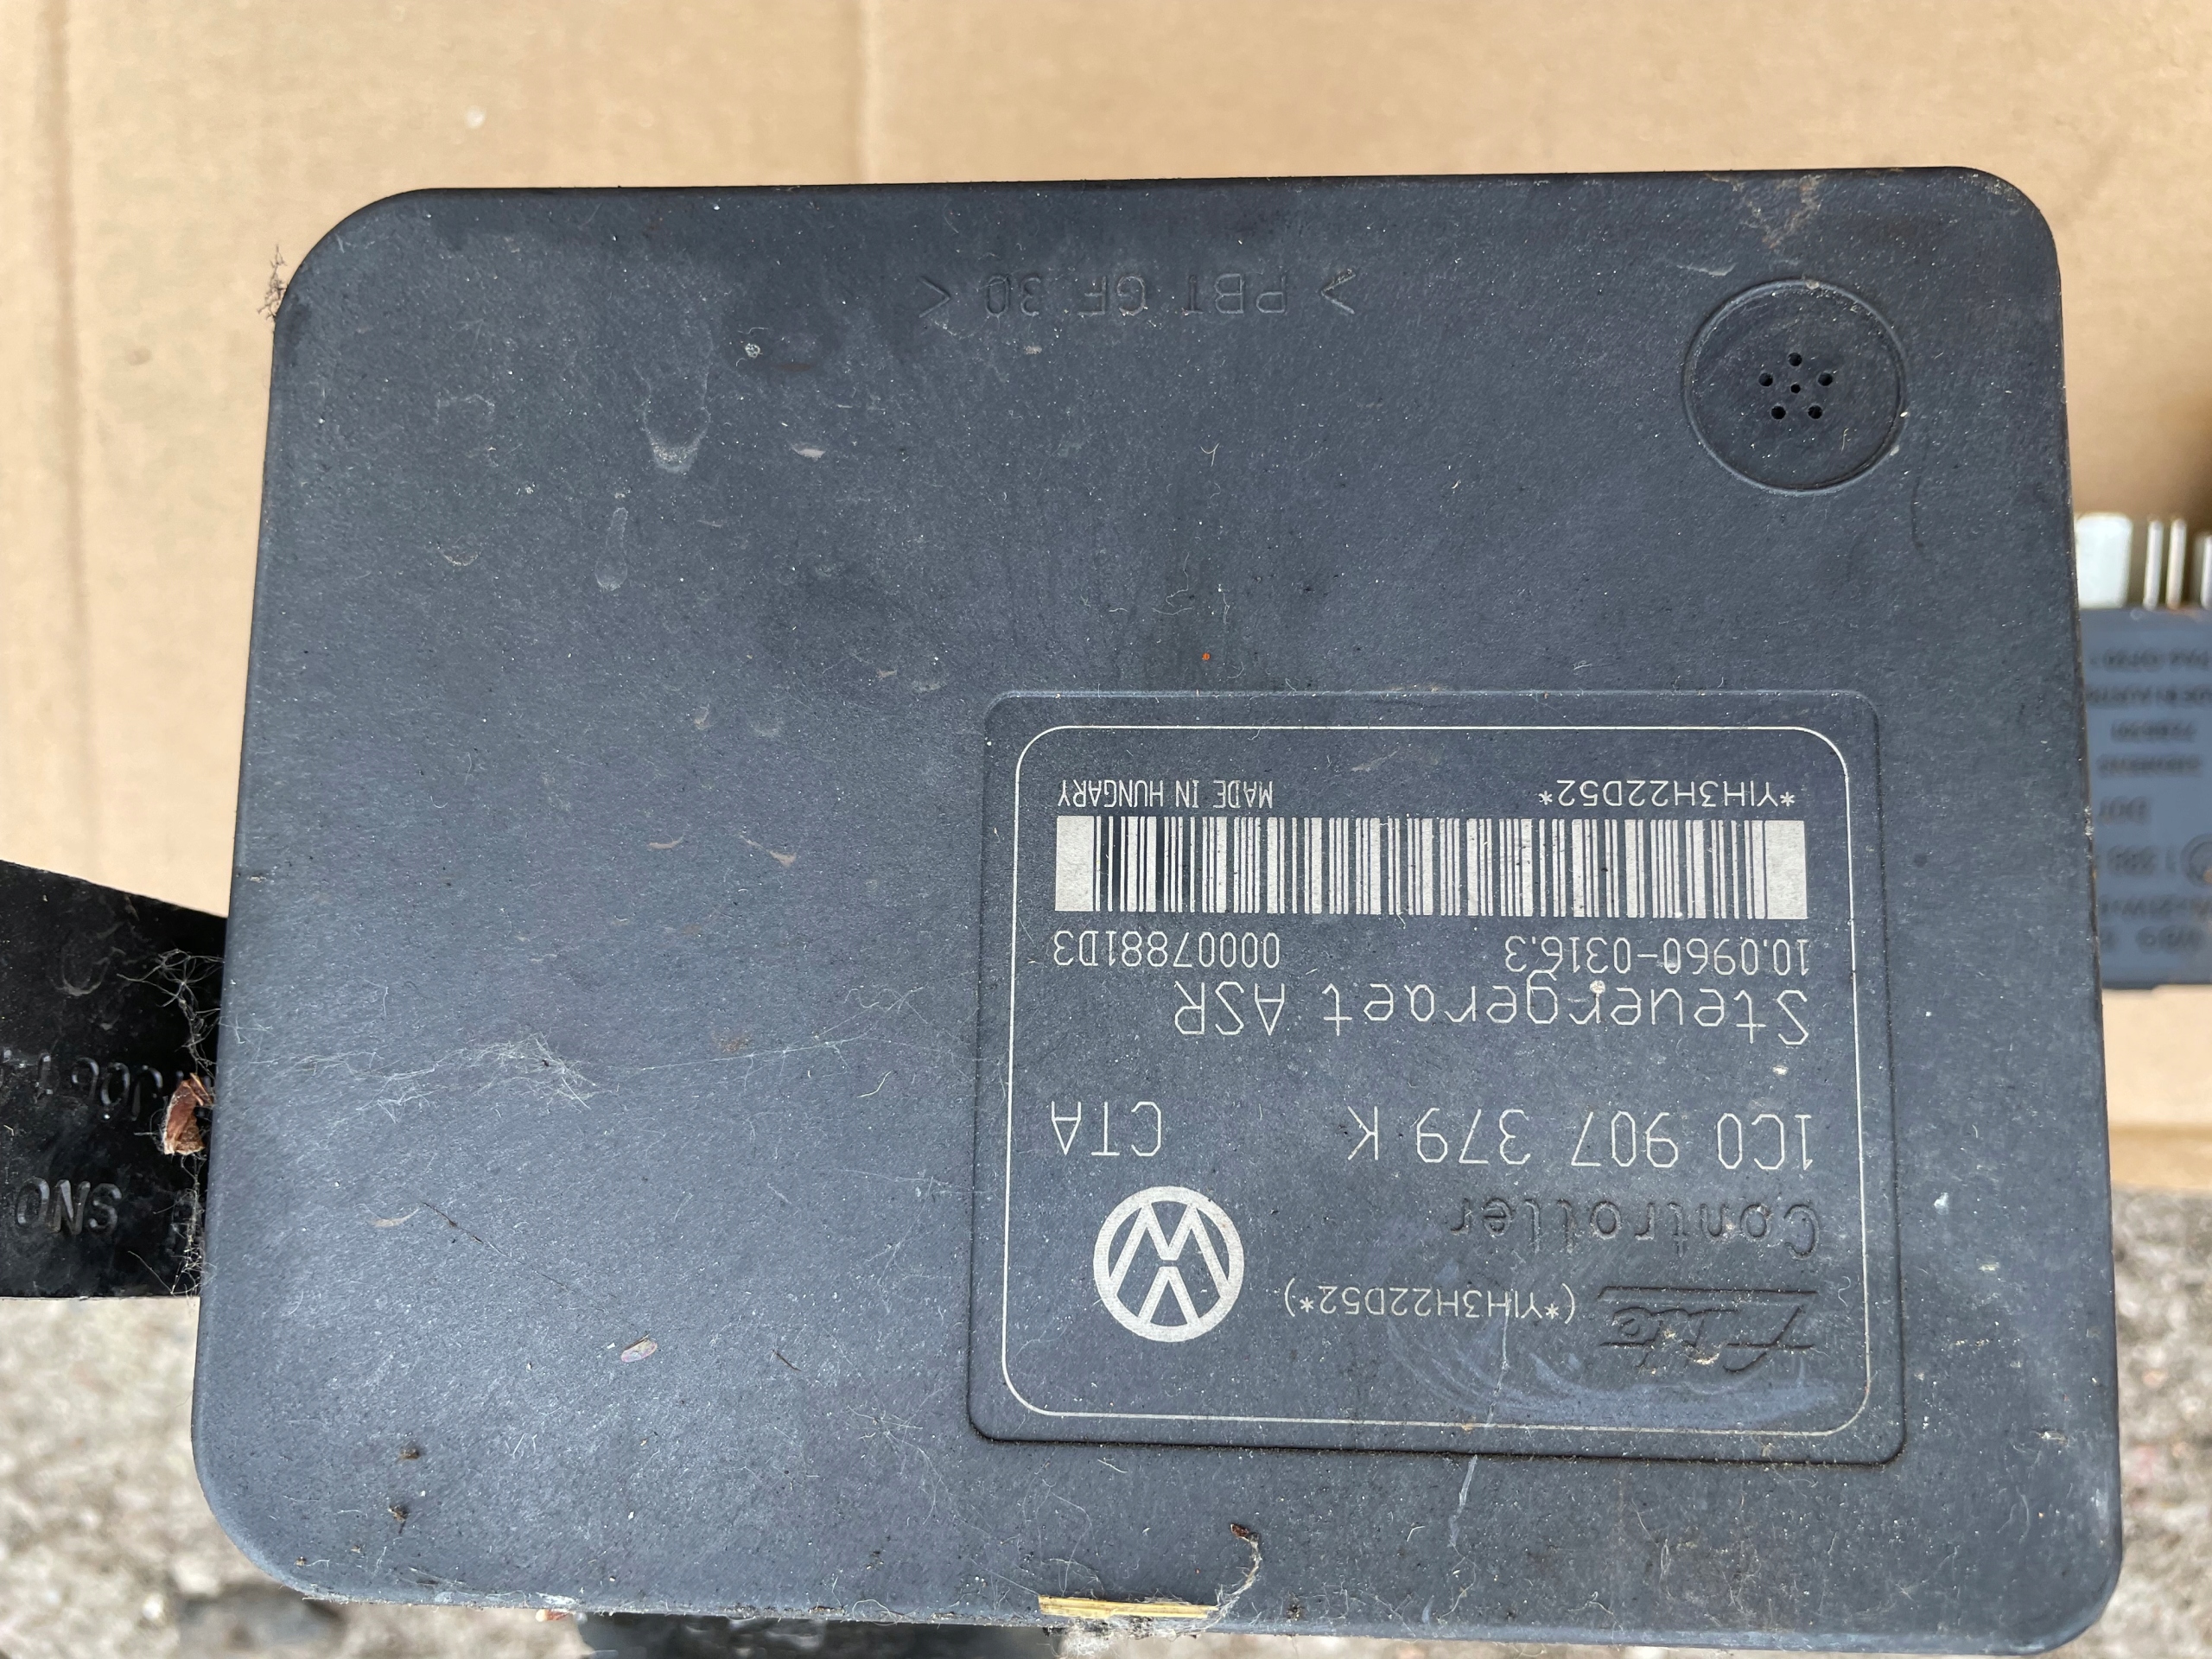 (*YIH3H22D52*)
Controller
1C0 907 379 K CTA
Steuergeraet ASR
10.0960-0316.3 00007881D3
*YIH3H22D52* MADE IN HUNGARY
> PBT GF 30 <